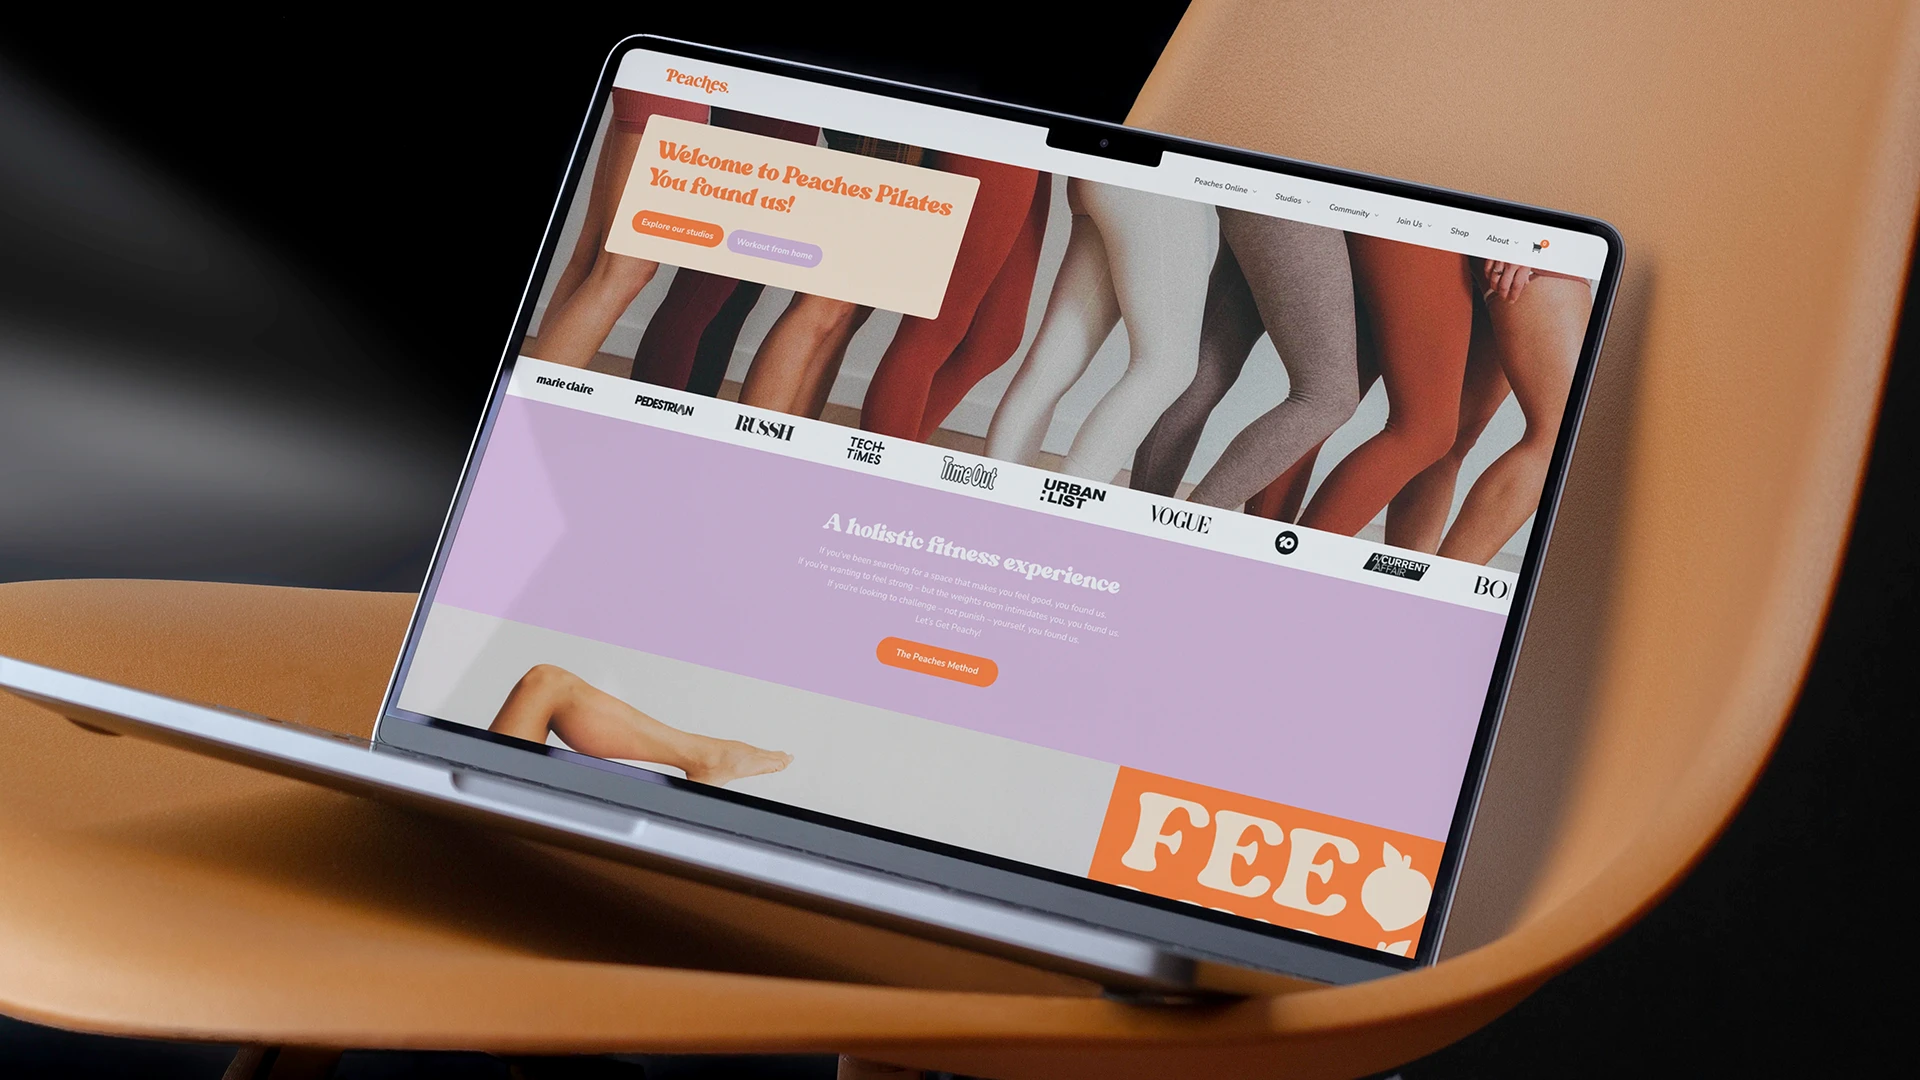 Peaches.
Peaches Online
Studios
Community
Join Us
Shop
About
0
Welcome to Peaches Pilates
You found us!
Explore our studios
Workout from home
marie claire
PEDESTRIAN
RUSSH
TECH
TIMES
TimeOut
URBAN
:LIST
VOGUE
10
A CURRENT
AFFAIR
BO
A holistic fitness experience
If you've been searching for a space that makes you feel good, you found us.
If you're wanting to feel strong – but the weights room intimidates you, you found us.
If you're looking to challenge – not punish – yourself, you found us.
Let's Get Peachy!
The Peaches Method
FEE